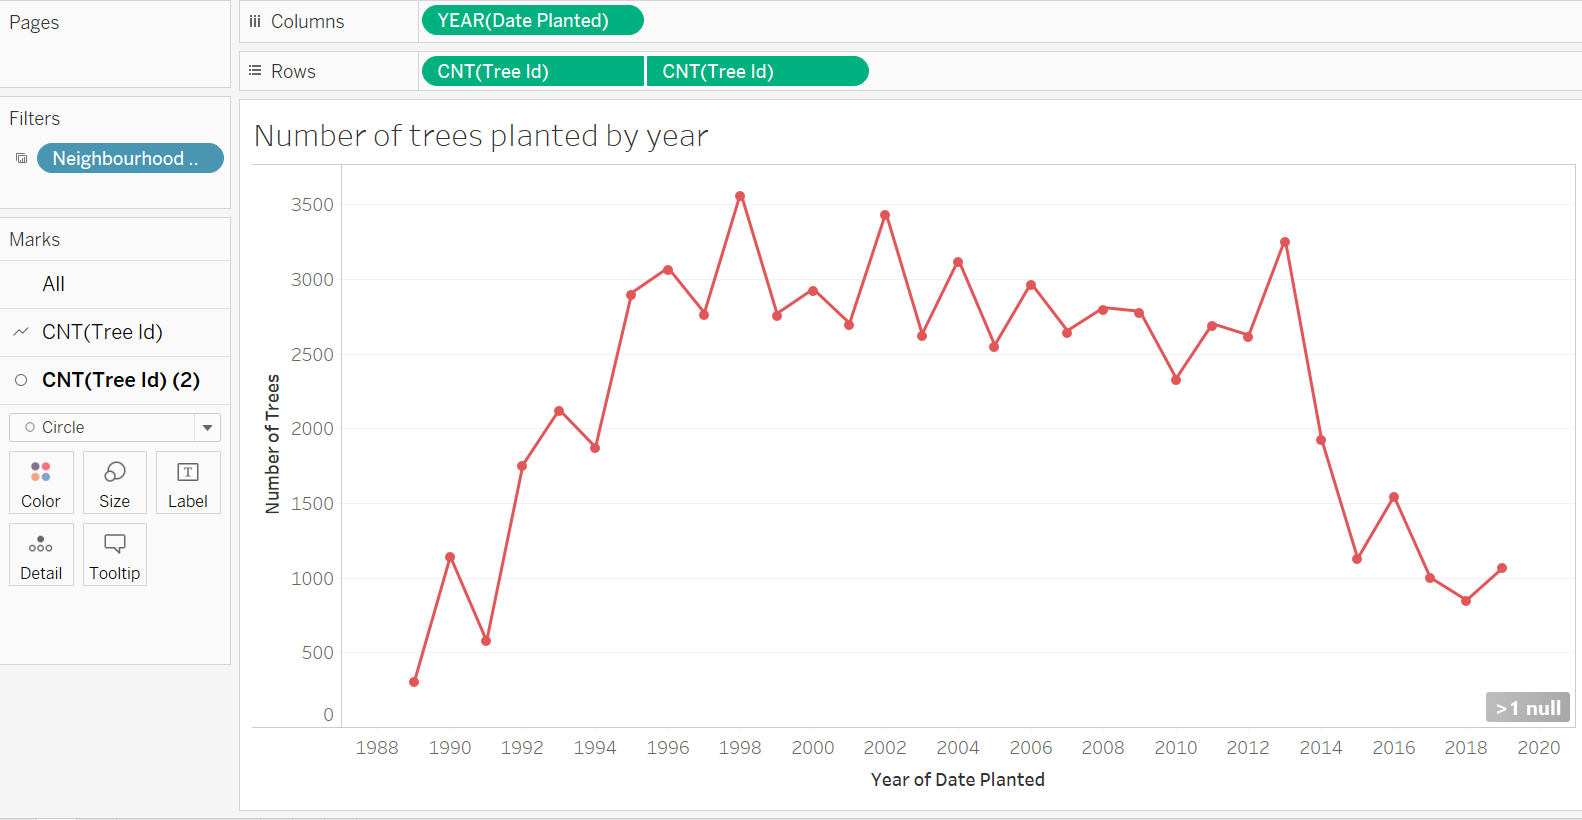 Pages
Columns
YEAR(Date Planted)
Rows
CNT(Tree Id)
CNT(Tree Id)
Filters
Neighbourhood ..
Marks
All
CNT(Tree Id)
CNT(Tree Id) (2)
Circle
Color
Size
T
Label
Detail
Tooltip
Number of trees planted by year
Number of Trees
3500
3000
2500
2000
1500
1000
500
0
>1 null
1988 1990 1992 1994 1996 1998 2000 2002 2004 2006 2008 2010 2012 2014 2016 2018 2020
Year of Date Planted